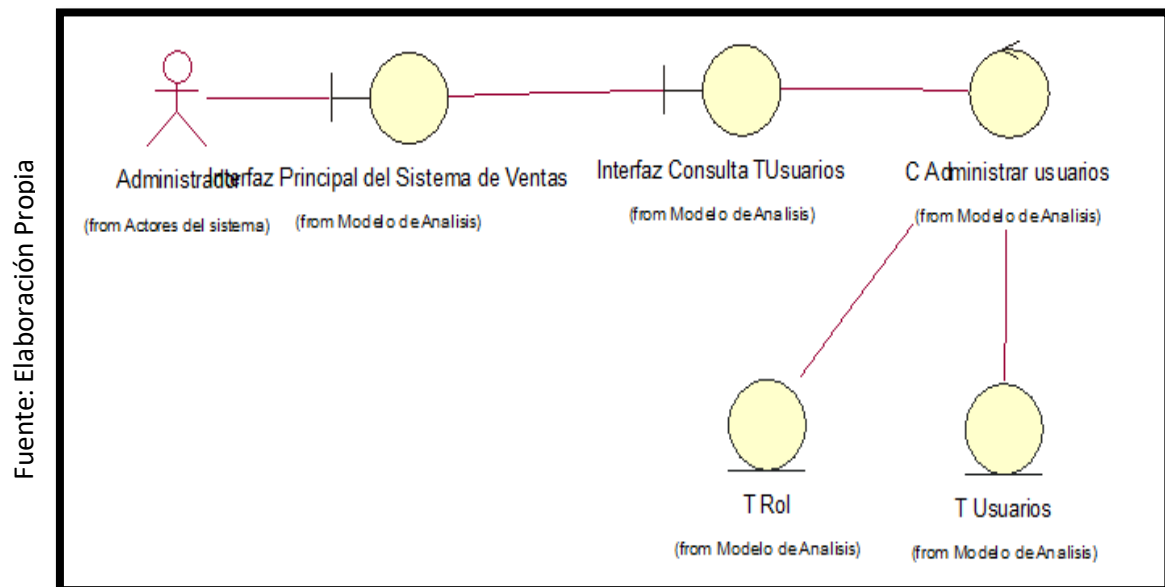 Fuente: Elaboración Propia
Administrador
(from Actores del sistema)
Interfaz Principal del Sistema de Ventas
(from Modelo de Analisis)
Interfaz Consulta TUsuarios
(from Modelo de Analisis)
C Administrar usuarios
(from Modelo de Analisis)
T Rol
(from Modelo de Analisis)
T Usuarios
(from Modelo de Analisis)